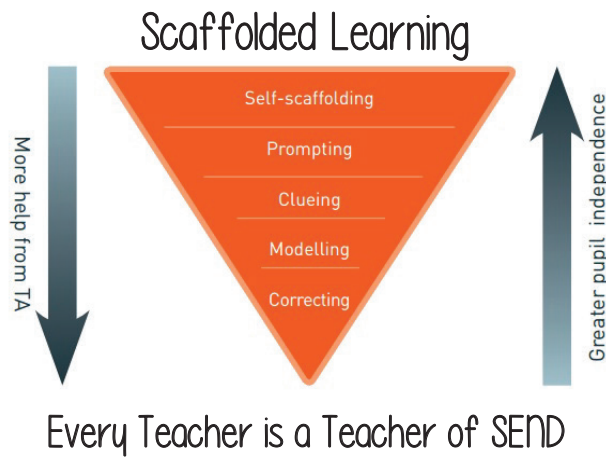 Scaffolded Learning
More help from TA
Self-scaffolding
Prompting
Clueing
Modelling
Correcting
Greater pupil independence
Every Teacher is a Teacher of SEND